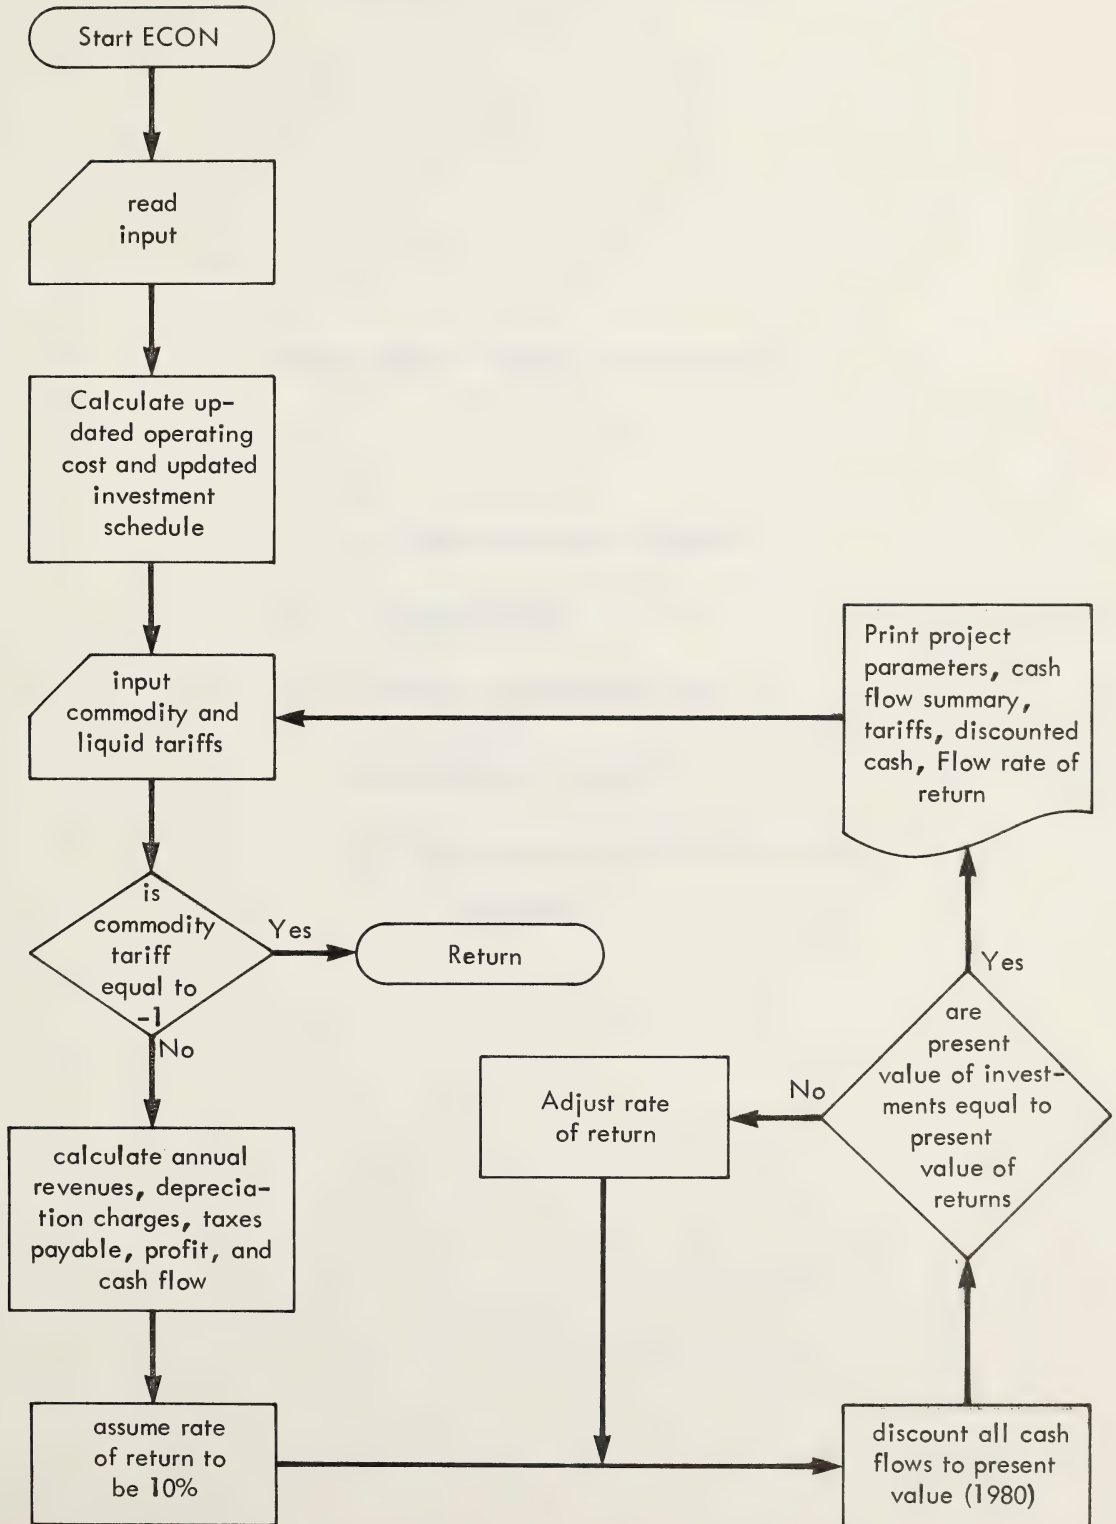 Start ECON
read
input
Calculate up-
dated operating
cost and updated
investment
schedule
input
commodity and
liquid tariffs
is
commodity
tariff
equal to
-1
Yes
Return
No
calculate annual
revenues, deprecia-
tion charges, taxes
payable, profit, and
cash flow
assume rate
of return to
be 10%
discount all cash
flows to present
value (1980)
are
present
value of invest-
ments equal to
present
value of
returns
No
Adjust rate
of return
Yes
Print project
parameters, cash
flow summary,
tariffs, discounted
cash, Flow rate of
return